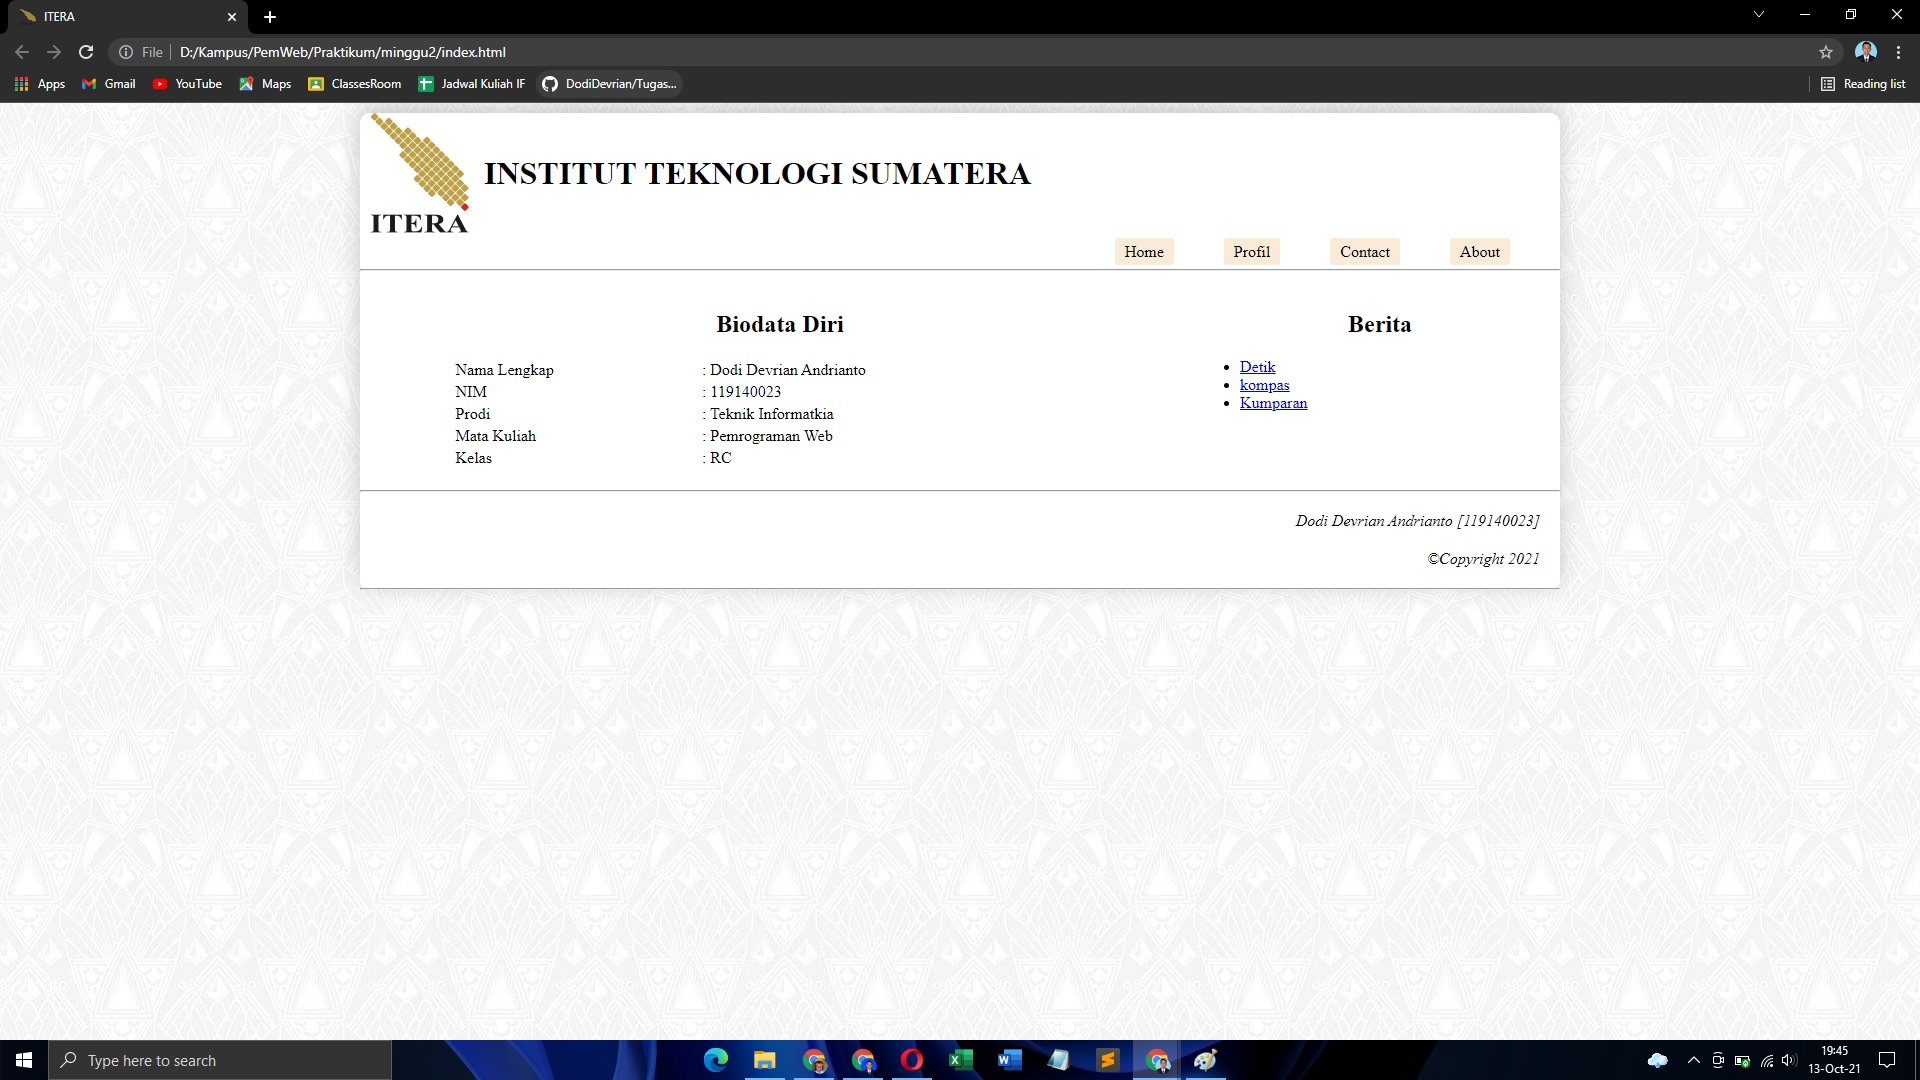 ITERA
File
D:/Kampus/PemWeb/Praktikum/minggu2/index.html
Apps Gmail YouTube Maps ClassesRoom Jadwal Kuliah IF DodiDevrian/Tugas... Reading list
ITERA
INSTITUT TEKNOLOGI SUMATERA
Home Profil Contact About
Biodata Diri
Nama Lengkap : Dodi Devrian Andrianto
NIM : 119140023
Prodi : Teknik Informatkia
Mata Kuliah : Pemrograman Web
Kelas : RC
Berita
Detik
kompas
Kumparan
Dodi Devrian Andrianto [119140023]
©Copyright 2021
Type here to search
19:45
13-Oct-21